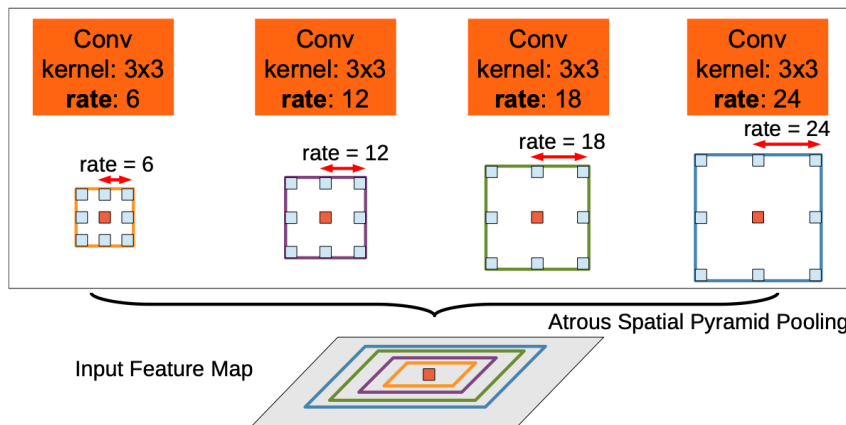 Conv
kernel: 3x3
rate: 6
Conv
kernel: 3x3
rate: 12
Conv
kernel: 3x3
rate: 18
Conv
kernel: 3x3
rate: 24
rate = 6
rate = 12
rate = 18
rate = 24
Atrous Spatial Pyramid Pooling
Input Feature Map